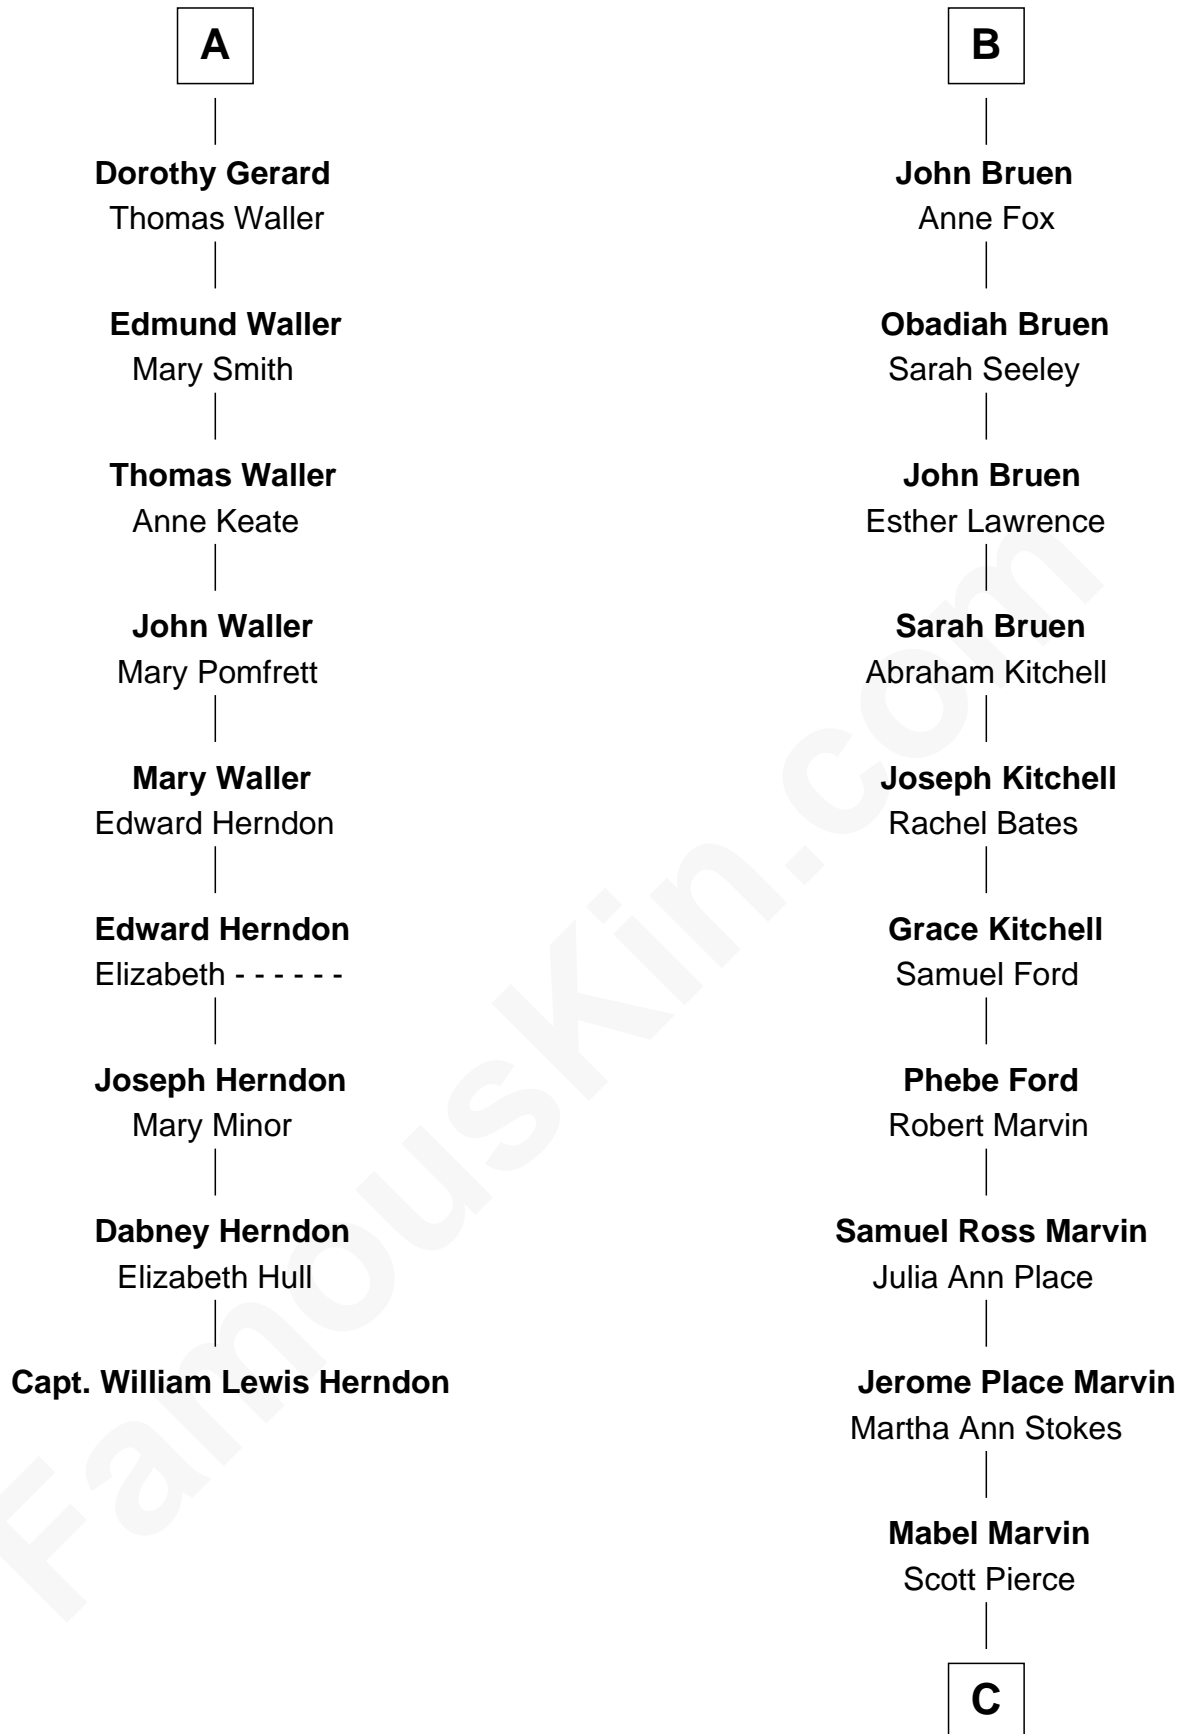 A
Dorothy Gerard
Thomas Waller
Edmund Waller
Mary Smith
Thomas Waller
Anne Keate
John Waller
Mary Pomfrett
Mary Waller
Edward Herndon
Edward Herndon
Elizabeth - - - - - -
Joseph Herndon
Mary Minor
Dabney Herndon
Elizabeth Hull
Capt. William Lewis Herndon
B
John Bruen
Anne Fox
Obadiah Bruen
Sarah Seeley
John Bruen
Esther Lawrence
Sarah Bruen
Abraham Kitchell
Joseph Kitchell
Rachel Bates
Grace Kitchell
Samuel Ford
Phebe Ford
Robert Marvin
Samuel Ross Marvin
Julia Ann Place
Jerome Place Marvin
Martha Ann Stokes
Mabel Marvin
Scott Pierce
C
FamousKin.com